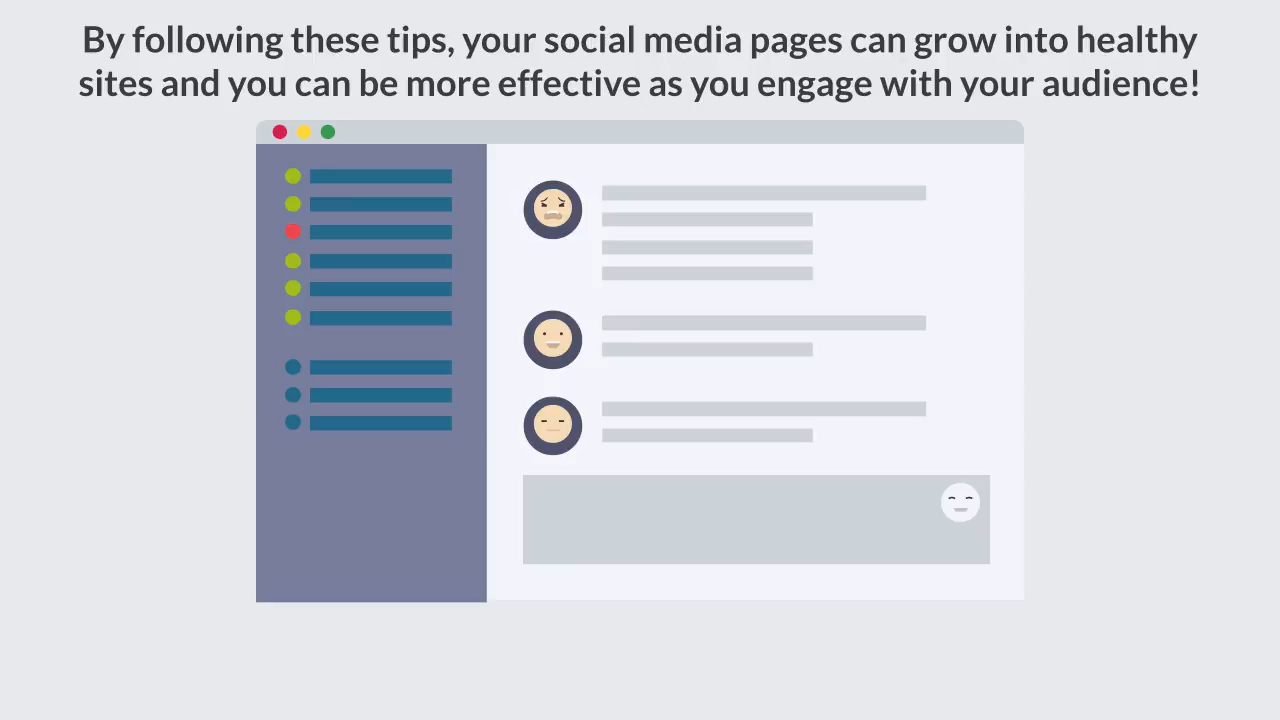 By following these tips, your social media pages can grow into healthy
sites and you can be more effective as you engage with your audience!